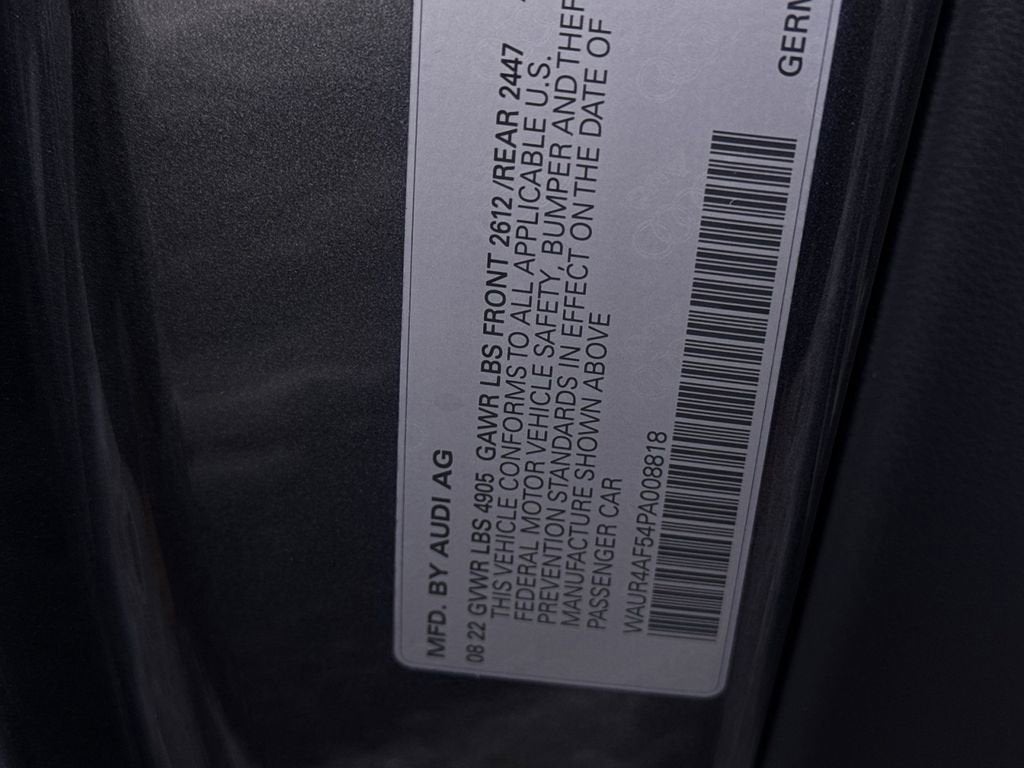 MFD. BY AUDI AG
08 22 GVWR LBS 4905 GAWR LBS FRONT 2612/REAR 2447
THIS VEHICLE CONFORMS TO ALL APPLICABLE U.S.
FEDERAL MOTOR VEHICLE SAFETY, BUMPER AND THEF
PREVENTION STANDARDS IN EFFECT ON THE DATE OF
MANUFACTURE SHOWN ABOVE
PASSENGER CAR
WAUR4AF54PA008818
GERM